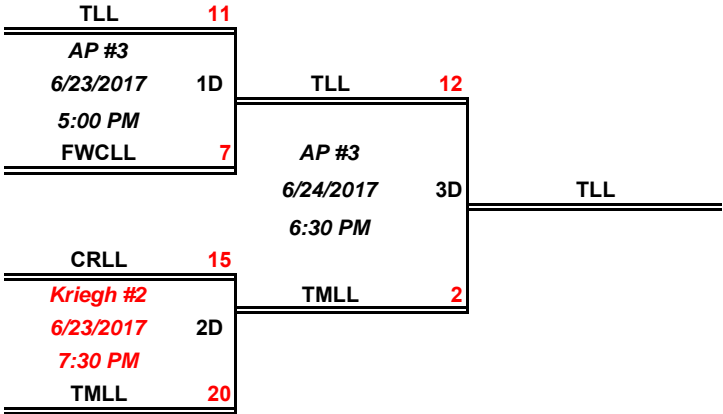 TLL 11
AP #3
6/23/2017 1D
5:00 PM
FWCLL 7
TLL 12
AP #3
6/24/2017 3D
6:30 PM
TMLL 2
TLL
CRLL 15
Kriegh #2
6/23/2017 2D
7:30 PM
TMLL 20